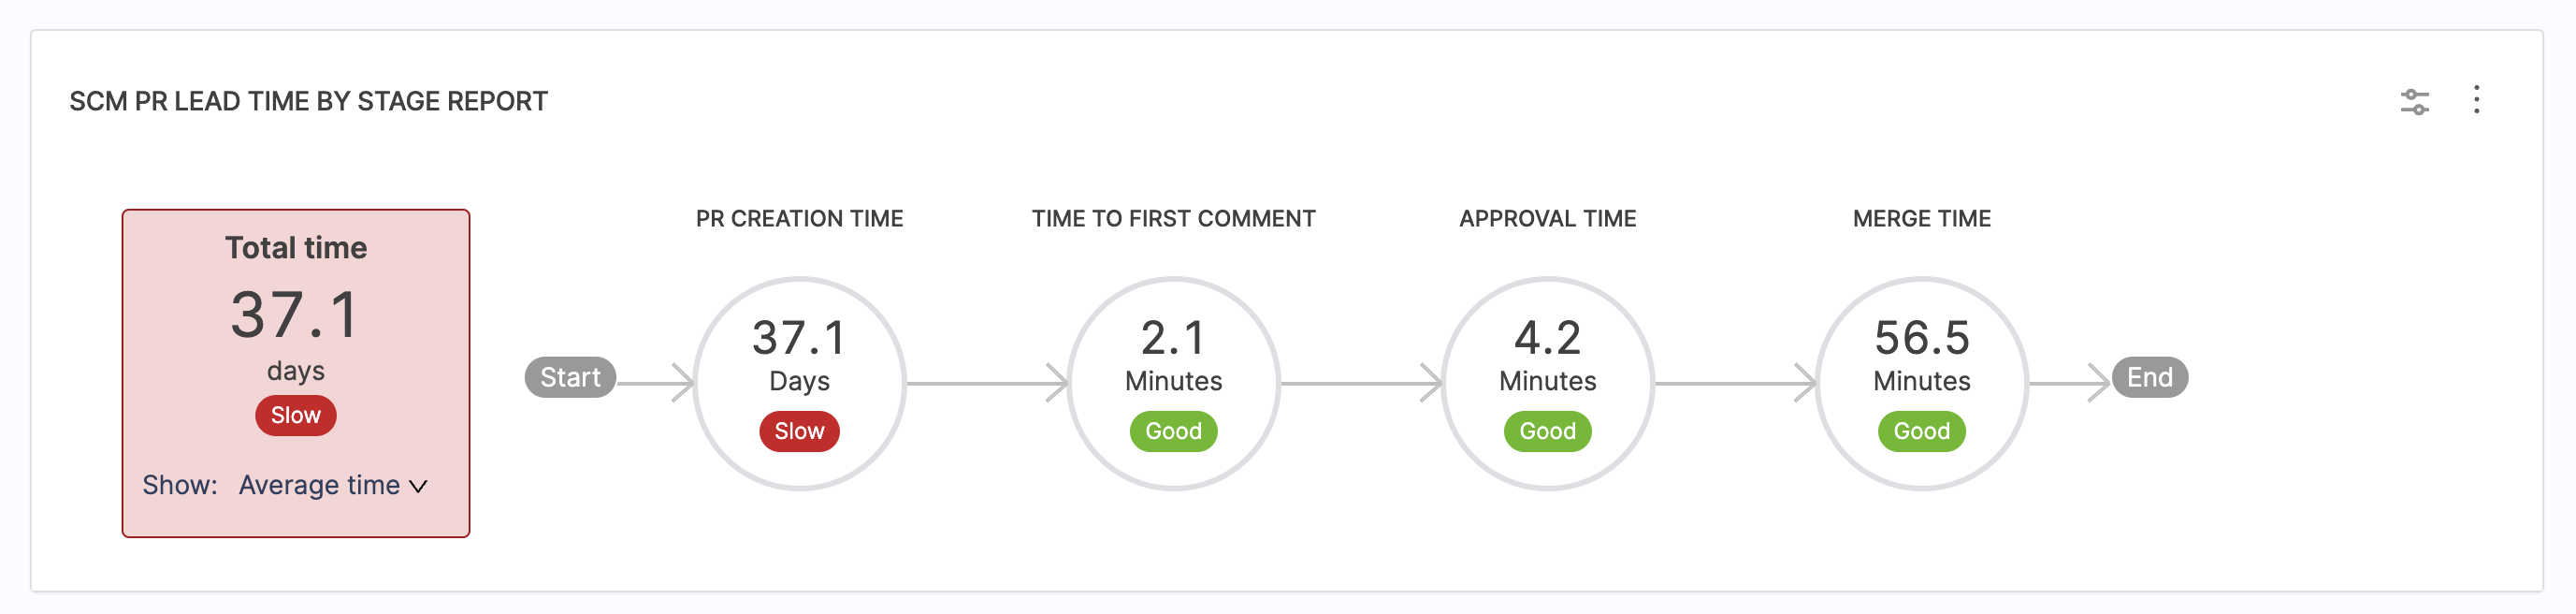 SCM PR LEAD TIME BY STAGE REPORT
Total time
37.1
days
Slow
Show: Average time
Start
PR CREATION TIME
37.1
Days
Slow
TIME TO FIRST COMMENT
2.1
Minutes
Good
APPROVAL TIME
4.2
Minutes
Good
MERGE TIME
56.5
Minutes
Good
End